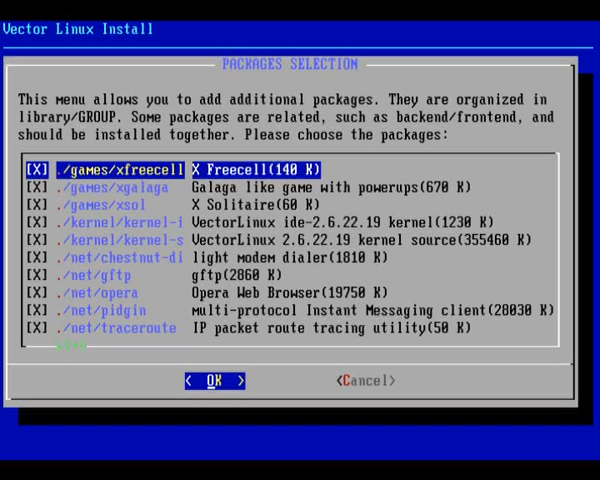 Vector Linux Install
PACKAGES SELECTION
This menu allows you to add additional packages. They are organized in
library/GROUP. Some packages are related, such as backend/frontend, and
should be installed together. Please choose the packages:
[X] ./games/xfreecell X Freecell(140 K)
[X] ./games/xgalaga Galaga like game with powerups(670 K)
[X] ./games/xsol X Solitaire(60 K)
[X] ./kernel/kernel-i VectorLinux ide-2.6.22.19 kernel(1230 K)
[X] ./kernel/kernel-s VectorLinux 2.6.22.19 kernel source(355460 K)
[X] ./net/chestnut-di light modem dialer(1810 K)
[X] ./net/gftp gftp(2860 K)
[X] ./net/opera Opera Web Browser(19750 K)
[X] ./net/pidgin multi-protocol Instant Messaging client(28030 K)
[X] ./net/traceroute IP packet route tracing utility(50 K)
< OK > <Cancel>